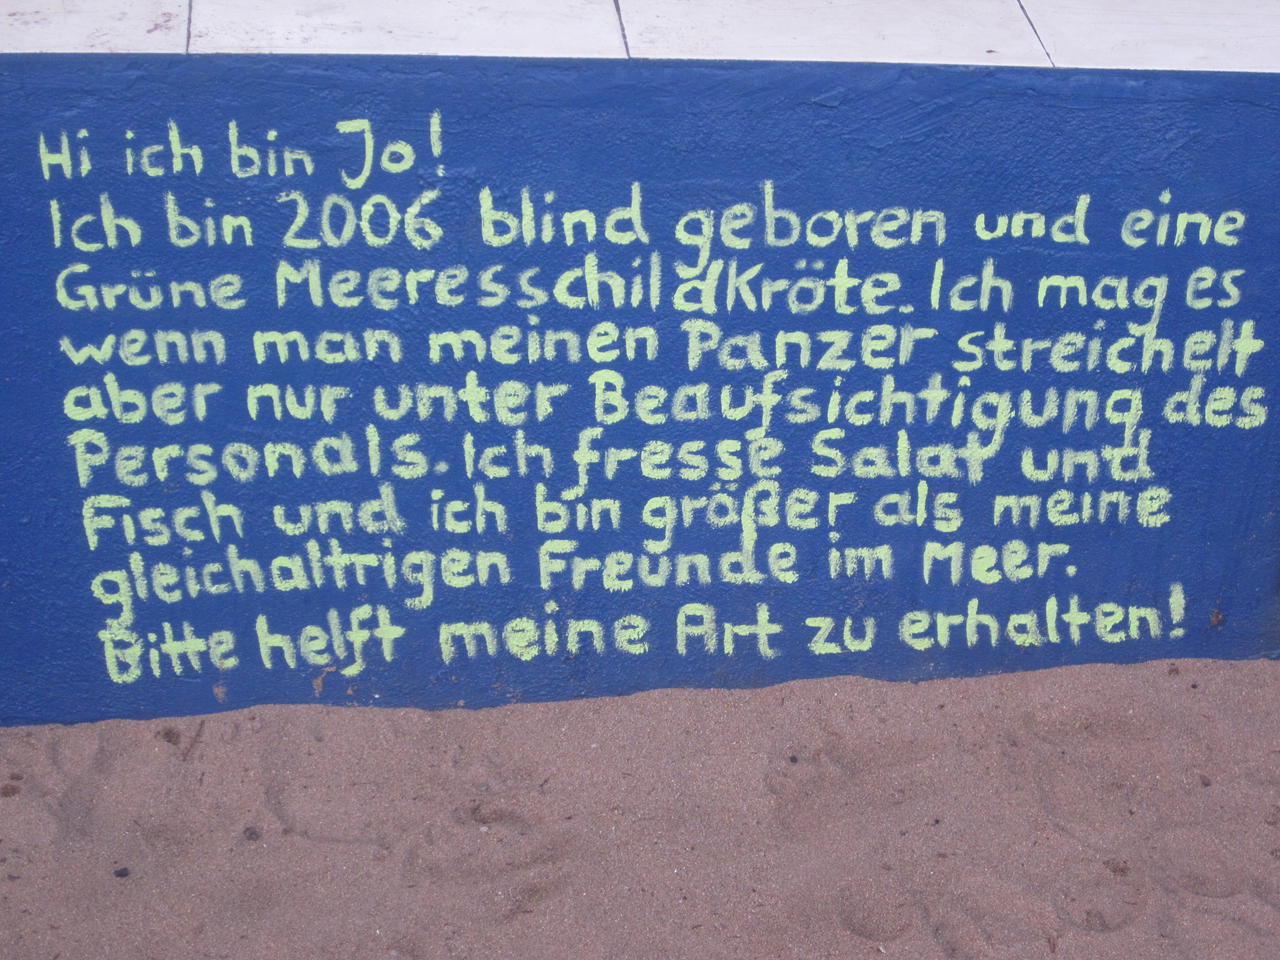 Hi ich bin Jo!
Ich bin 2006 blind geboren und eine
Grüne Meeresschildkröte. Ich mag es
wenn man meinen Panzer streichelt
aber nur unter Beaufsichtigung des
Personals. Ich fresse Salat und
Fisch und ich bin größer als meine
gleichaltrigen Freunde im Meer.
Bitte helft meine Art zu erhalten!